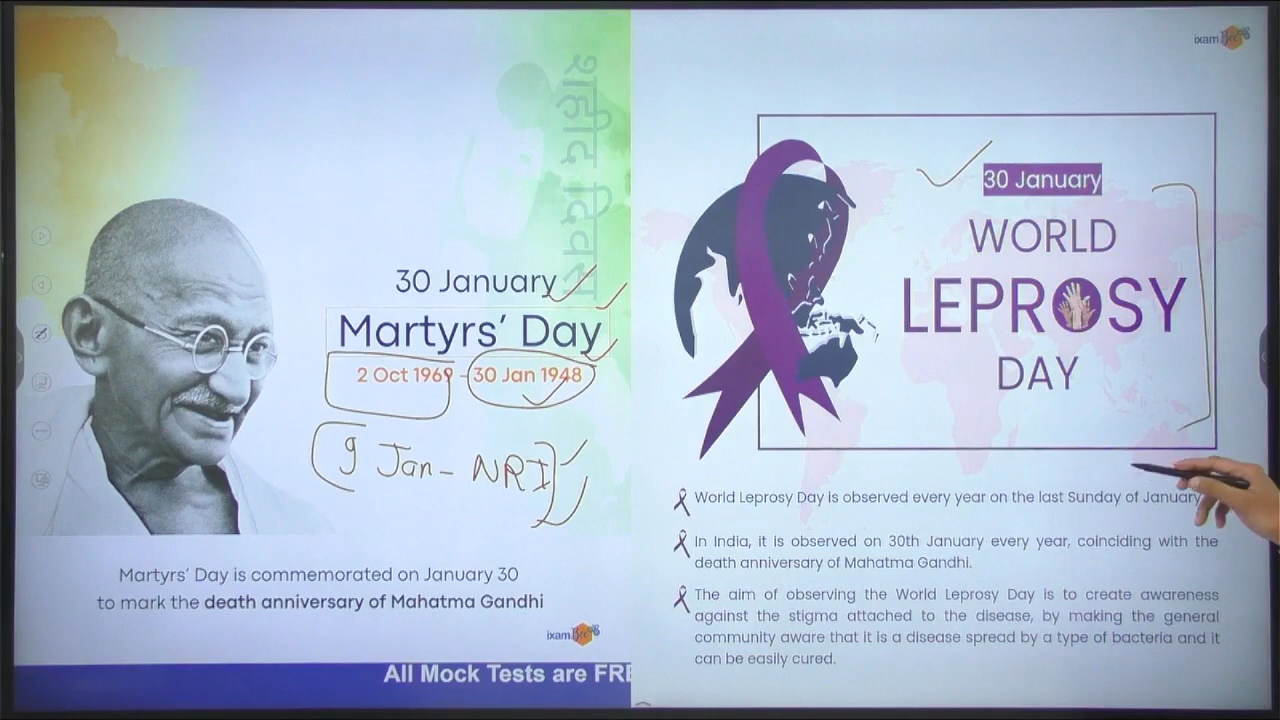 शहीद दिवस
30 January
Martyrs' Day
2 Oct 1969 - 30 Jan 1948
9 Jan - NRI
Martyrs' Day is commemorated on January 30
to mark the death anniversary of Mahatma Gandhi
ixamBee
All Mock Tests are FRE
ixamBee
30 January
WORLD
LEPROSY
DAY
World Leprosy Day is observed every year on the last Sunday of January
In India, it is observed on 30th January every year, coinciding with the
death anniversary of Mahatma Gandhi.
The aim of observing the World Leprosy Day is to create awareness
against the stigma attached to the disease, by making the general
community aware that it is a disease spread by a type of bacteria and it
can be easily cured.